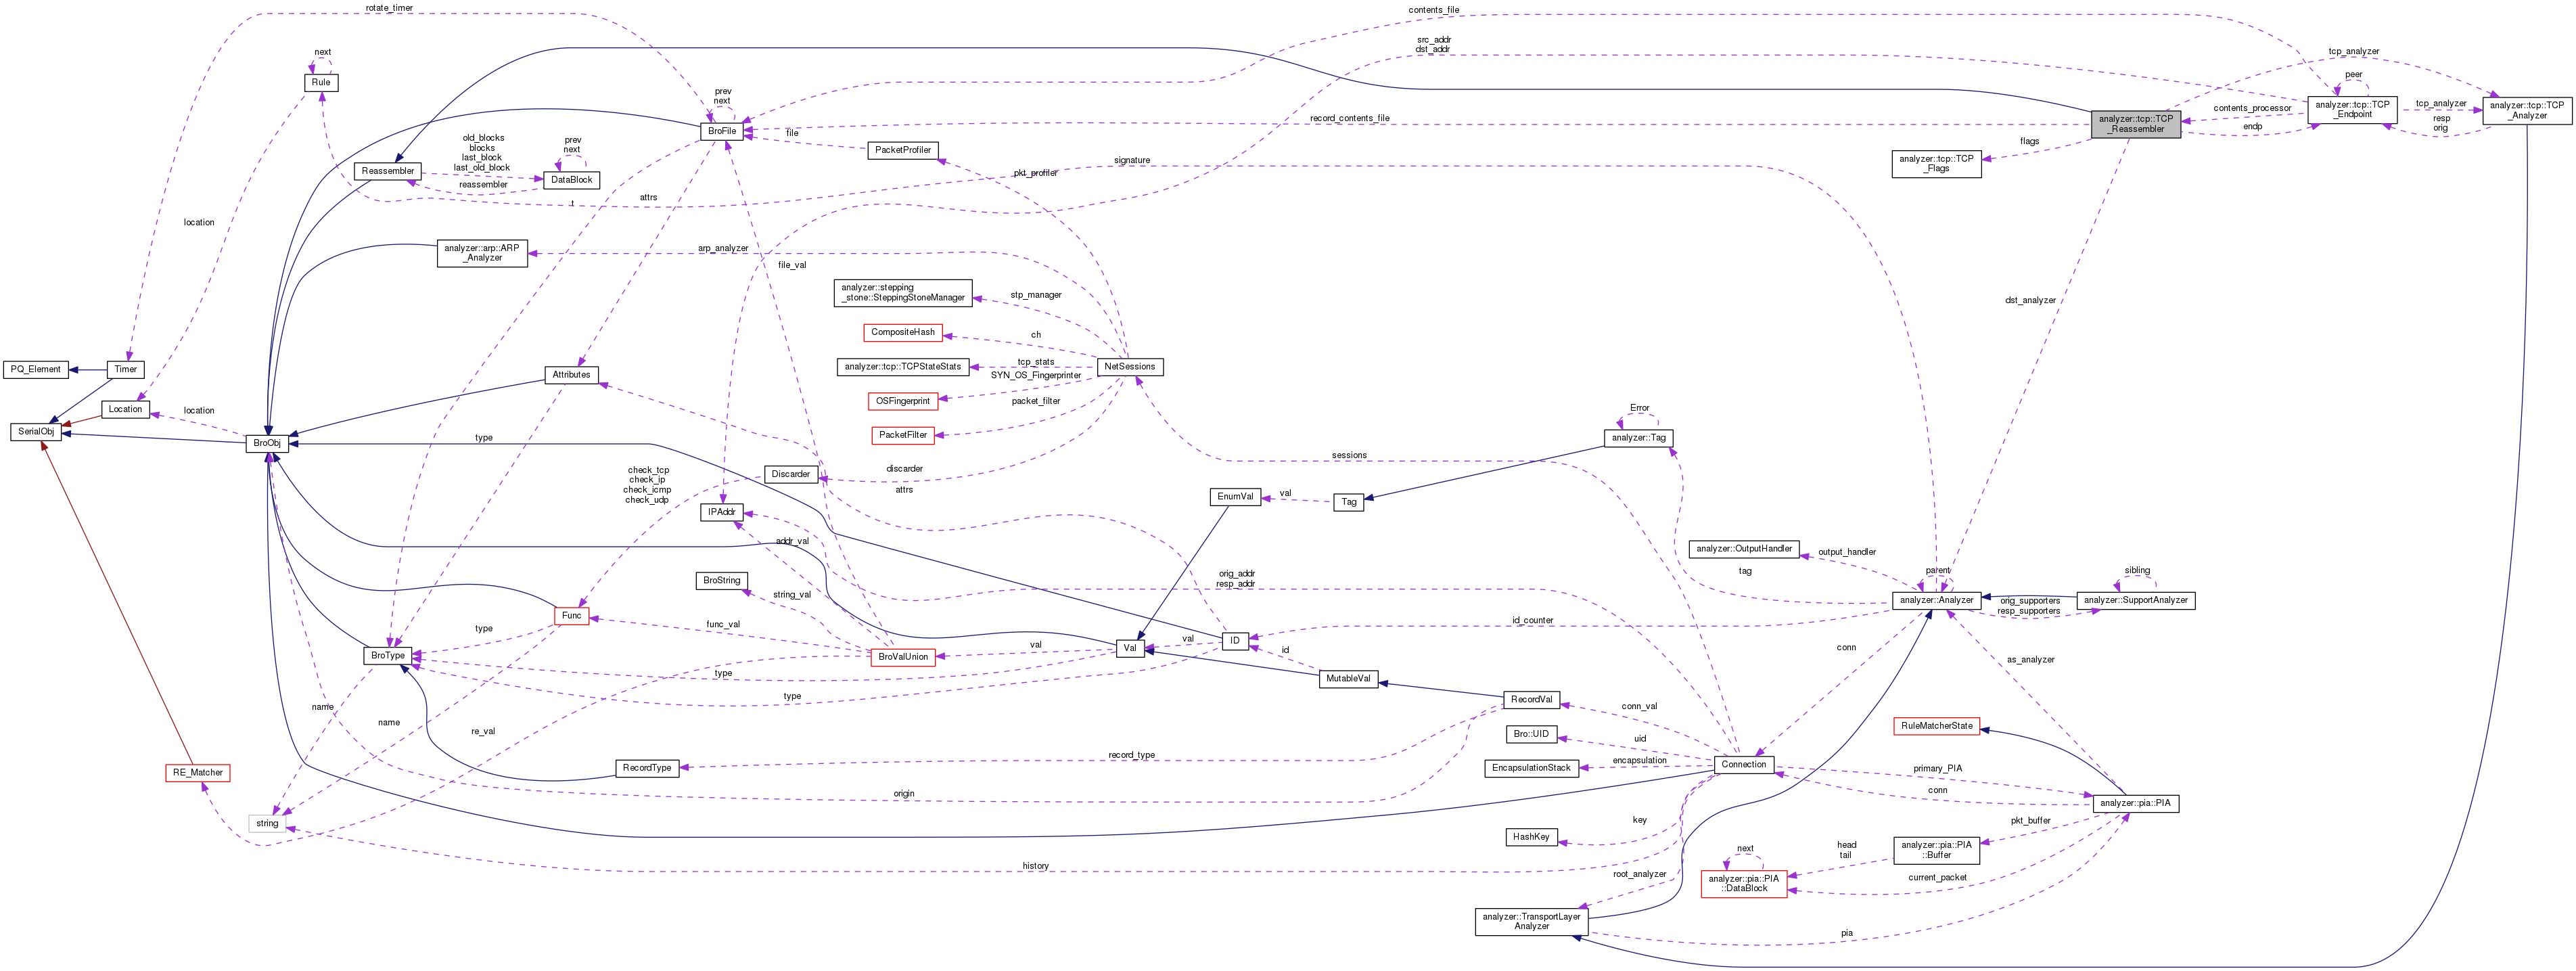 rotate_timer
contents_file
src_addr
dst_addr
tcp_analyzer
next
Rule
prev
next
BroFile
file
PacketProfiler
record_contents_file
analyzer::tcp::TCP
_Reassembler
contents_processor
endp
peer
analyzer::tcp::TCP
_Endpoint
tcp_analyzer
resp
orig
analyzer::tcp::TCP
_Analyzer
flags
analyzer::tcp::TCP
_Flags
Reassembler
old_blocks
blocks
last_block
last_old_block
reassembler
prev
next
DataBlock
signature
pkt_profiler
t
attrs
location
analyzer::arp::ARP
_Analyzer
arp_analyzer
file_val
analyzer::stepping
_stone::SteppingStoneManager
stp_manager
dst_analyzer
CompositeHash
ch
analyzer::tcp::TCPStateStats
tcp_stats
SYN_OS_Fingerprinter
NetSessions
OSFingerprint
packet_filter
PacketFilter
PQ_Element
Timer
Attributes
Location
location
SerialObj
BroObj
type
Error
analyzer::Tag
sessions
check_tcp
check_ip
check_icmp
check_udp
Discarder
discarder
attrs
EnumVal
val
Tag
IPAddr
addr_val
analyzer::OutputHandler
output_handler
tag
BroString
string_val
orig_addr
resp_addr
parent
analyzer::Analyzer
sibling
analyzer::SupportAnalyzer
orig_supporters
resp_supporters
Func
type
func_val
id_counter
BroType
BroValUnion
val
Val
val
ID
id
conn
as_analyzer
type
type
MutableVal
RecordVal
conn_val
name
name
re_val
Bro::UID
uid
RuleMatcherState
RE_Matcher
RecordType
record_type
EncapsulationStack
encapsulation
Connection
primary_PIA
conn
analyzer::pia::PIA
origin
string
HashKey
key
pkt_buffer
analyzer::pia::PIA
::Buffer
head
tail
next
analyzer::pia::PIA
::DataBlock
current_packet
history
root_analyzer
analyzer::TransportLayer
Analyzer
pia